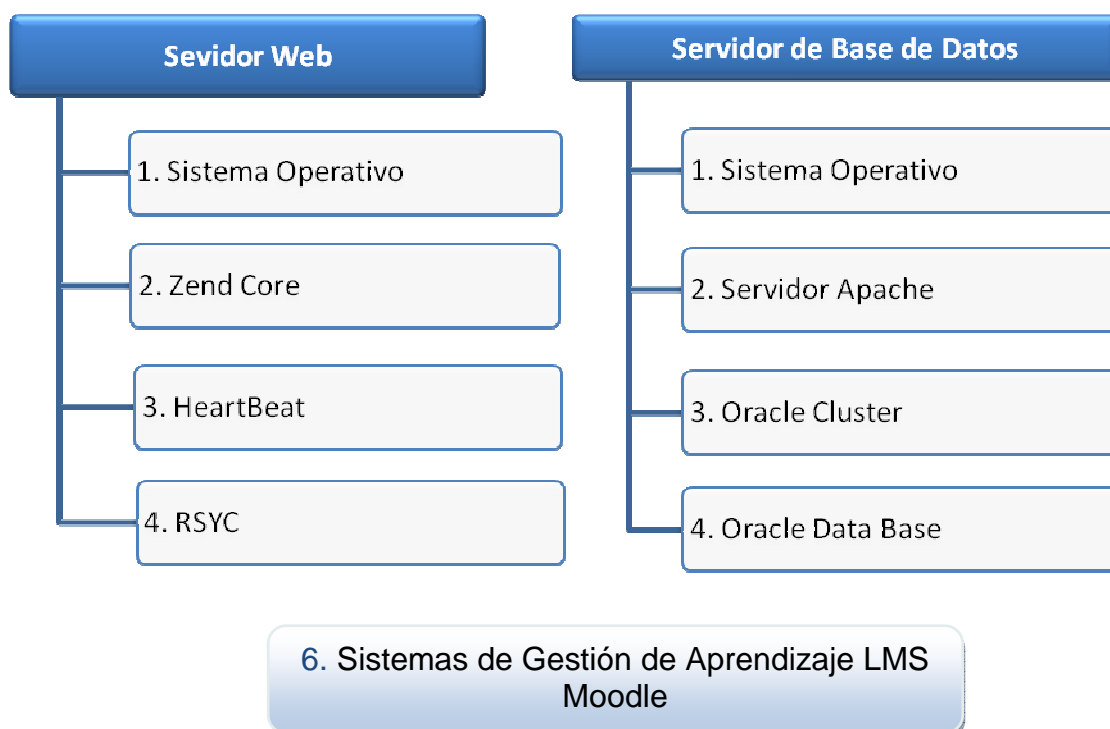 Sevidor Web
1. Sistema Operativo
2. Zend Core
3. HeartBeat
4. RSYC
Servidor de Base de Datos
1. Sistema Operativo
2. Servidor Apache
3. Oracle Cluster
4. Oracle Data Base
6. Sistemas de Gestión de Aprendizaje LMS
Moodle